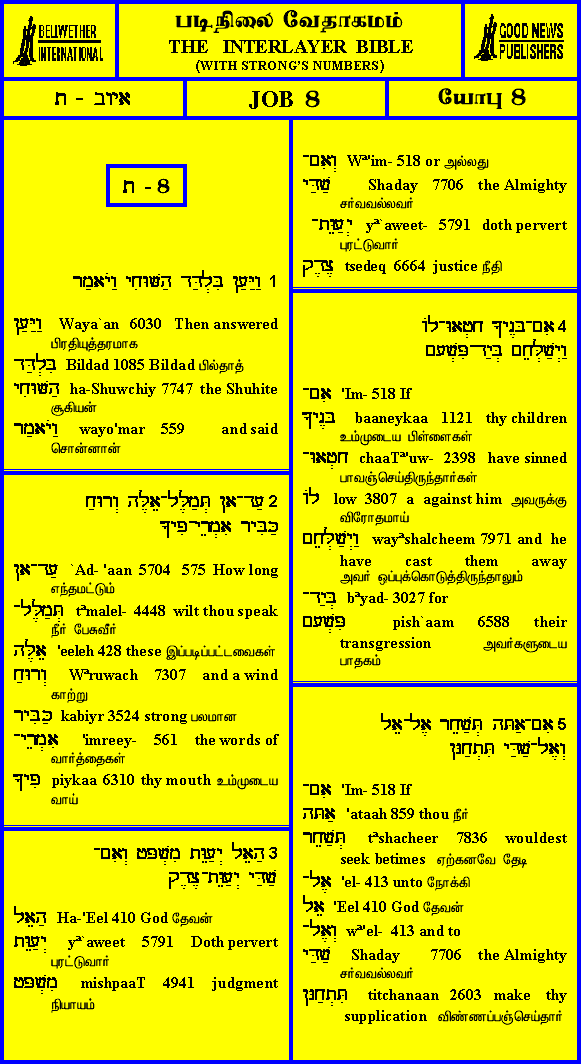 BELLWETHER
INTERNATIONAL
படிநிலை வேதாகமம்
THE INTERLAYER BIBLE
(WITH STRONG'S NUMBERS)
GOOD NEWS
PUBLISHERS
איוב - ח
JOB 8
யோபு 8
ח - 8
1 וַיַּעַן בִּלְדַּד הַשּׁוּחִי וַיֹּאמַר
וַיַּעַן Waya`an 6030 Then answered
பிரதியுத்தரமாக
בִּלְדַּד Bildad 1085 Bildad பில்தாத்
הַשּׁוּחִי ha-Shuwchiy 7747 the Shuhite
சூகியன்
וַיֹּאמַר wayo'mar 559 and said
சொன்னான்
2 עַד־אָן תְּמַלֶּל־אֵלֶּה וְרוּחַ
כַּבִּיר אִמְרֵי־פִיךָ
עַד־אָן `Ad- 'aan 5704 575 How long
எந்தமட்டும்
תְּמַלֶּל־ tªmalel- 4448 wilt thou speak
நீர் பேசுவீர்
אֵלֶּה 'eeleh 428 these இப்படிப்பட்டவைகள்
וְרוּחַ Wªruwach 7307 and a wind
காற்று
כַּבִּיר kabiyr 3524 strong பலமான
אִמְרֵי־ 'imreey- 561 the words of
வார்த்தைகள்
פִיךָ piykaa 6310 thy mouth உம்முடைய
வாய்
3 הַאֵל יְעַוֵּת מִשְׁפָּט וְאִם־
שַׁדַּי יְעַוֵּת־צֶדֶק
הַאֵל Ha-'Eel 410 God தேவன்
יְעַוֵּת yª`aweet 5791 Doth pervert
புரட்டுவார்
מִשְׁפָּט mishpaaT 4941 judgment
நியாயம்
וְאִם־ Wª'im- 518 or அல்லது
שַׁדַּי Shaday 7706 the Almighty
சர்வவல்லவர்
יְעַוֵּת־ yª`aweet- 5791 doth pervert
புரட்டுவார்
צֶדֶק tsedeq 6664 justice நீதி
4 אִם־בָּנֶיךָ חָטְאוּ־לוֹ
וַיְשַׁלְּחֵם בְּיַד־פִּשְׁעָם
אִם־ 'Im- 518 If
בָּנֶיךָ baaneykaa 1121 thy children
உம்முடைய பிள்ளைகள்
חָטְאוּ־ chaaTª'uw- 2398 have sinned
பாவஞ்செய்திருந்தார்கள்
לוֹ low 3807 a against him அவருக்கு
விரோதமாய்
וַיְשַׁלְּחֵם wayªshalcheem 7971 and he
have cast them away
அவர் ஒப்புக்கொடுத்திருந்தாலும்
בְּיַד־ bªyad- 3027 for
פִּשְׁעָם pish`aam 6588 their
transgression அவர்களுடைய
பாதகம்
5 אִם־אַתָּה תְּשַׁחֵר אֶל־אֵל
וְאֶל־שַׁדַּי תִּתְחַנָּן
אִם־ 'Im- 518 If
אַתָּה 'ataah 859 thou நீர்
תְּשַׁחֵר tªshacheer 7836 wouldest
seek betimes ஏற்கனவே தேடி
אֶל־ 'el- 413 unto நோக்கி
אֵל 'Eel 410 God தேவன்
וְאֶל־ wª'el- 413 and to
שַׁדַּי Shaday 7706 the Almighty
சர்வவல்லவர்
תִּתְחַנָּן titchanaan 2603 make thy
supplication விண்ணப்பஞ்செய்தார்